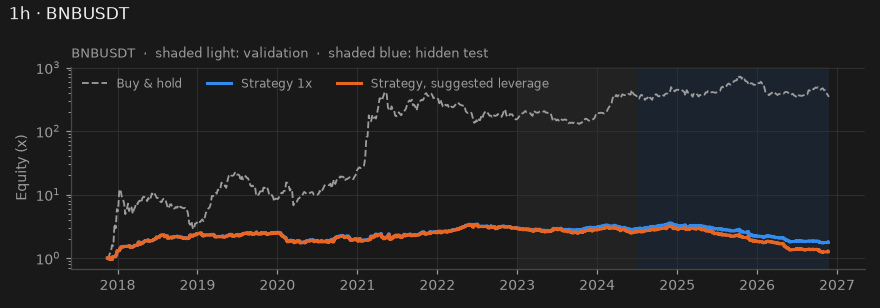 1h · BNBUSDT
BNBUSDT · shaded light: validation · shaded blue: hidden test
Buy & hold
Strategy 1x
Strategy, suggested leverage
Equity (x)
10³
10²
10¹
10⁰
2018 2019 2020 2021 2022 2023 2024 2025 2026 2027